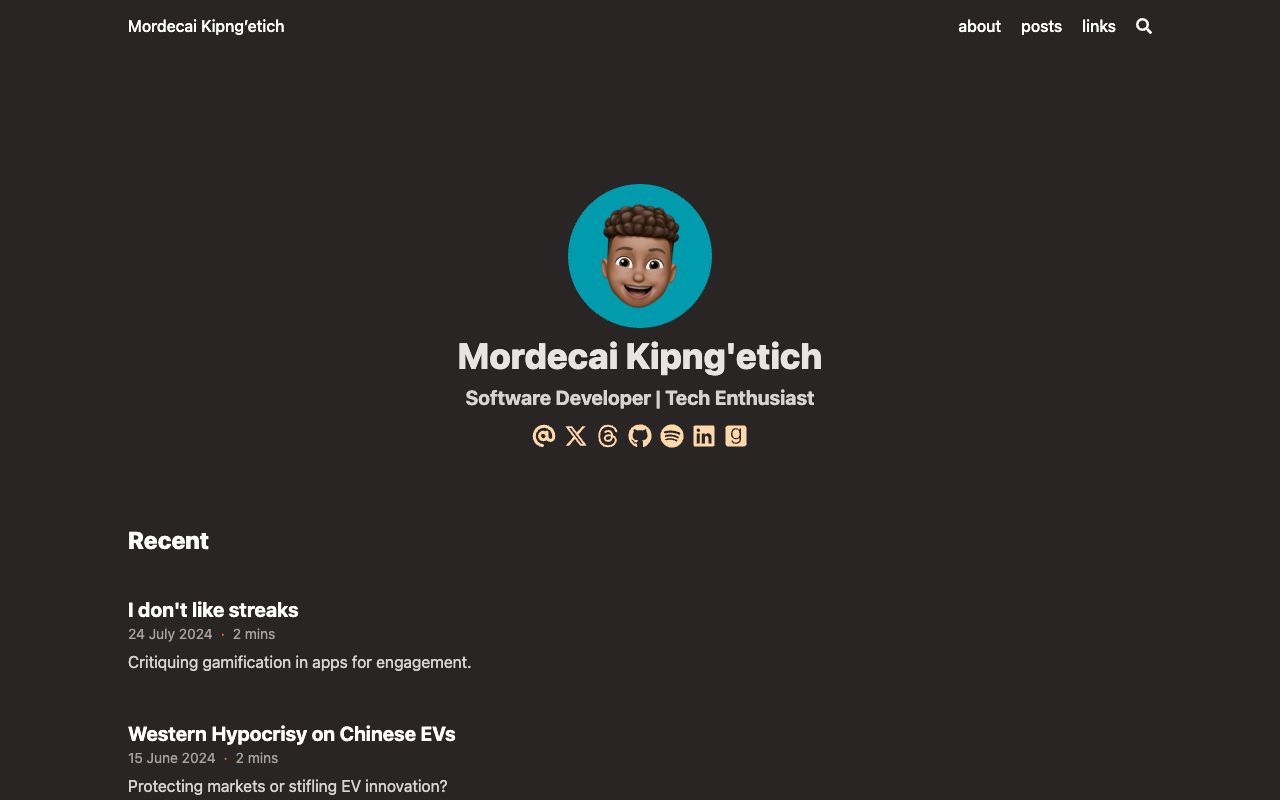 Mordecai Kipng’etich
about posts links
Mordecai Kipng'etich
Software Developer | Tech Enthusiast
Recent
I don't like streaks
24 July 2024 · 2 mins
Critiquing gamification in apps for engagement.
Western Hypocrisy on Chinese EVs
15 June 2024 · 2 mins
Protecting markets or stifling EV innovation?